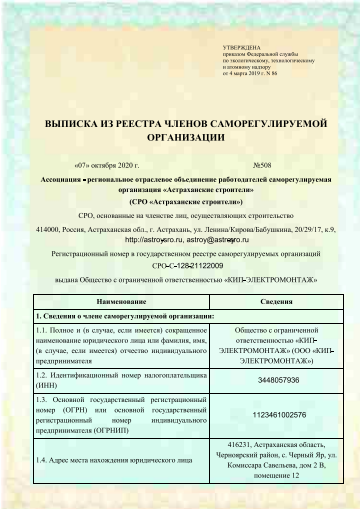 УТВЕРЖДЕНА
приказом Федеральной службы
по экологическому, технологическому
и атомному надзору
от 4 марта 2019 г. N 86
ВЫПИСКА ИЗ РЕЕСТРА ЧЛЕНОВ САМОРЕГУЛИРУЕМОЙ
ОРГАНИЗАЦИИ
«07» октября 2020 г. №508
Ассоциация - региональное отраслевое объединение работодателей саморегулируемая
организация «Астраханские строители»
(СРО «Астраханские строители»)
СРО, основанные на членстве лиц, осуществляющих строительство
414000, Россия, Астраханская обл., г. Астрахань, ул. Ленина/Кирова/Бабушкина, 20/29/17, к.9,
http://astroy-sro.ru, astroy@astroy-sro.ru
Регистрационный номер в государственном реестре саморегулируемых организаций
СРО-С-128-21122009
выдана Общество с ограниченной ответственностью «КИП-ЭЛЕКТРОМОНТАЖ»
Наименование Сведения
1. Сведения о члене саморегулируемой организации:
1.1. Полное и (в случае, если имеется) сокращенное
наименование юридического лица или фамилия, имя,
(в случае, если имеется) отчество индивидуального
предпринимателя
Общество с ограниченной
ответственностью «КИП-
ЭЛЕКТРОМОНТАЖ» (ООО «КИП-
ЭЛЕКТРОМОНТАЖ»)
1.2. Идентификационный номер налогоплательщика
(ИНН)
3448057936
1.3. Основной государственный регистрационный
номер (ОГРН) или основной государственный
регистрационный номер индивидуального
предпринимателя (ОГРНИП)
1123461002576
1.4. Адрес места нахождения юридического лица
416231, Астраханская область,
Черноярский район, с. Черный Яр, ул.
Комиссара Савельева, дом 2 В,
помещение 12